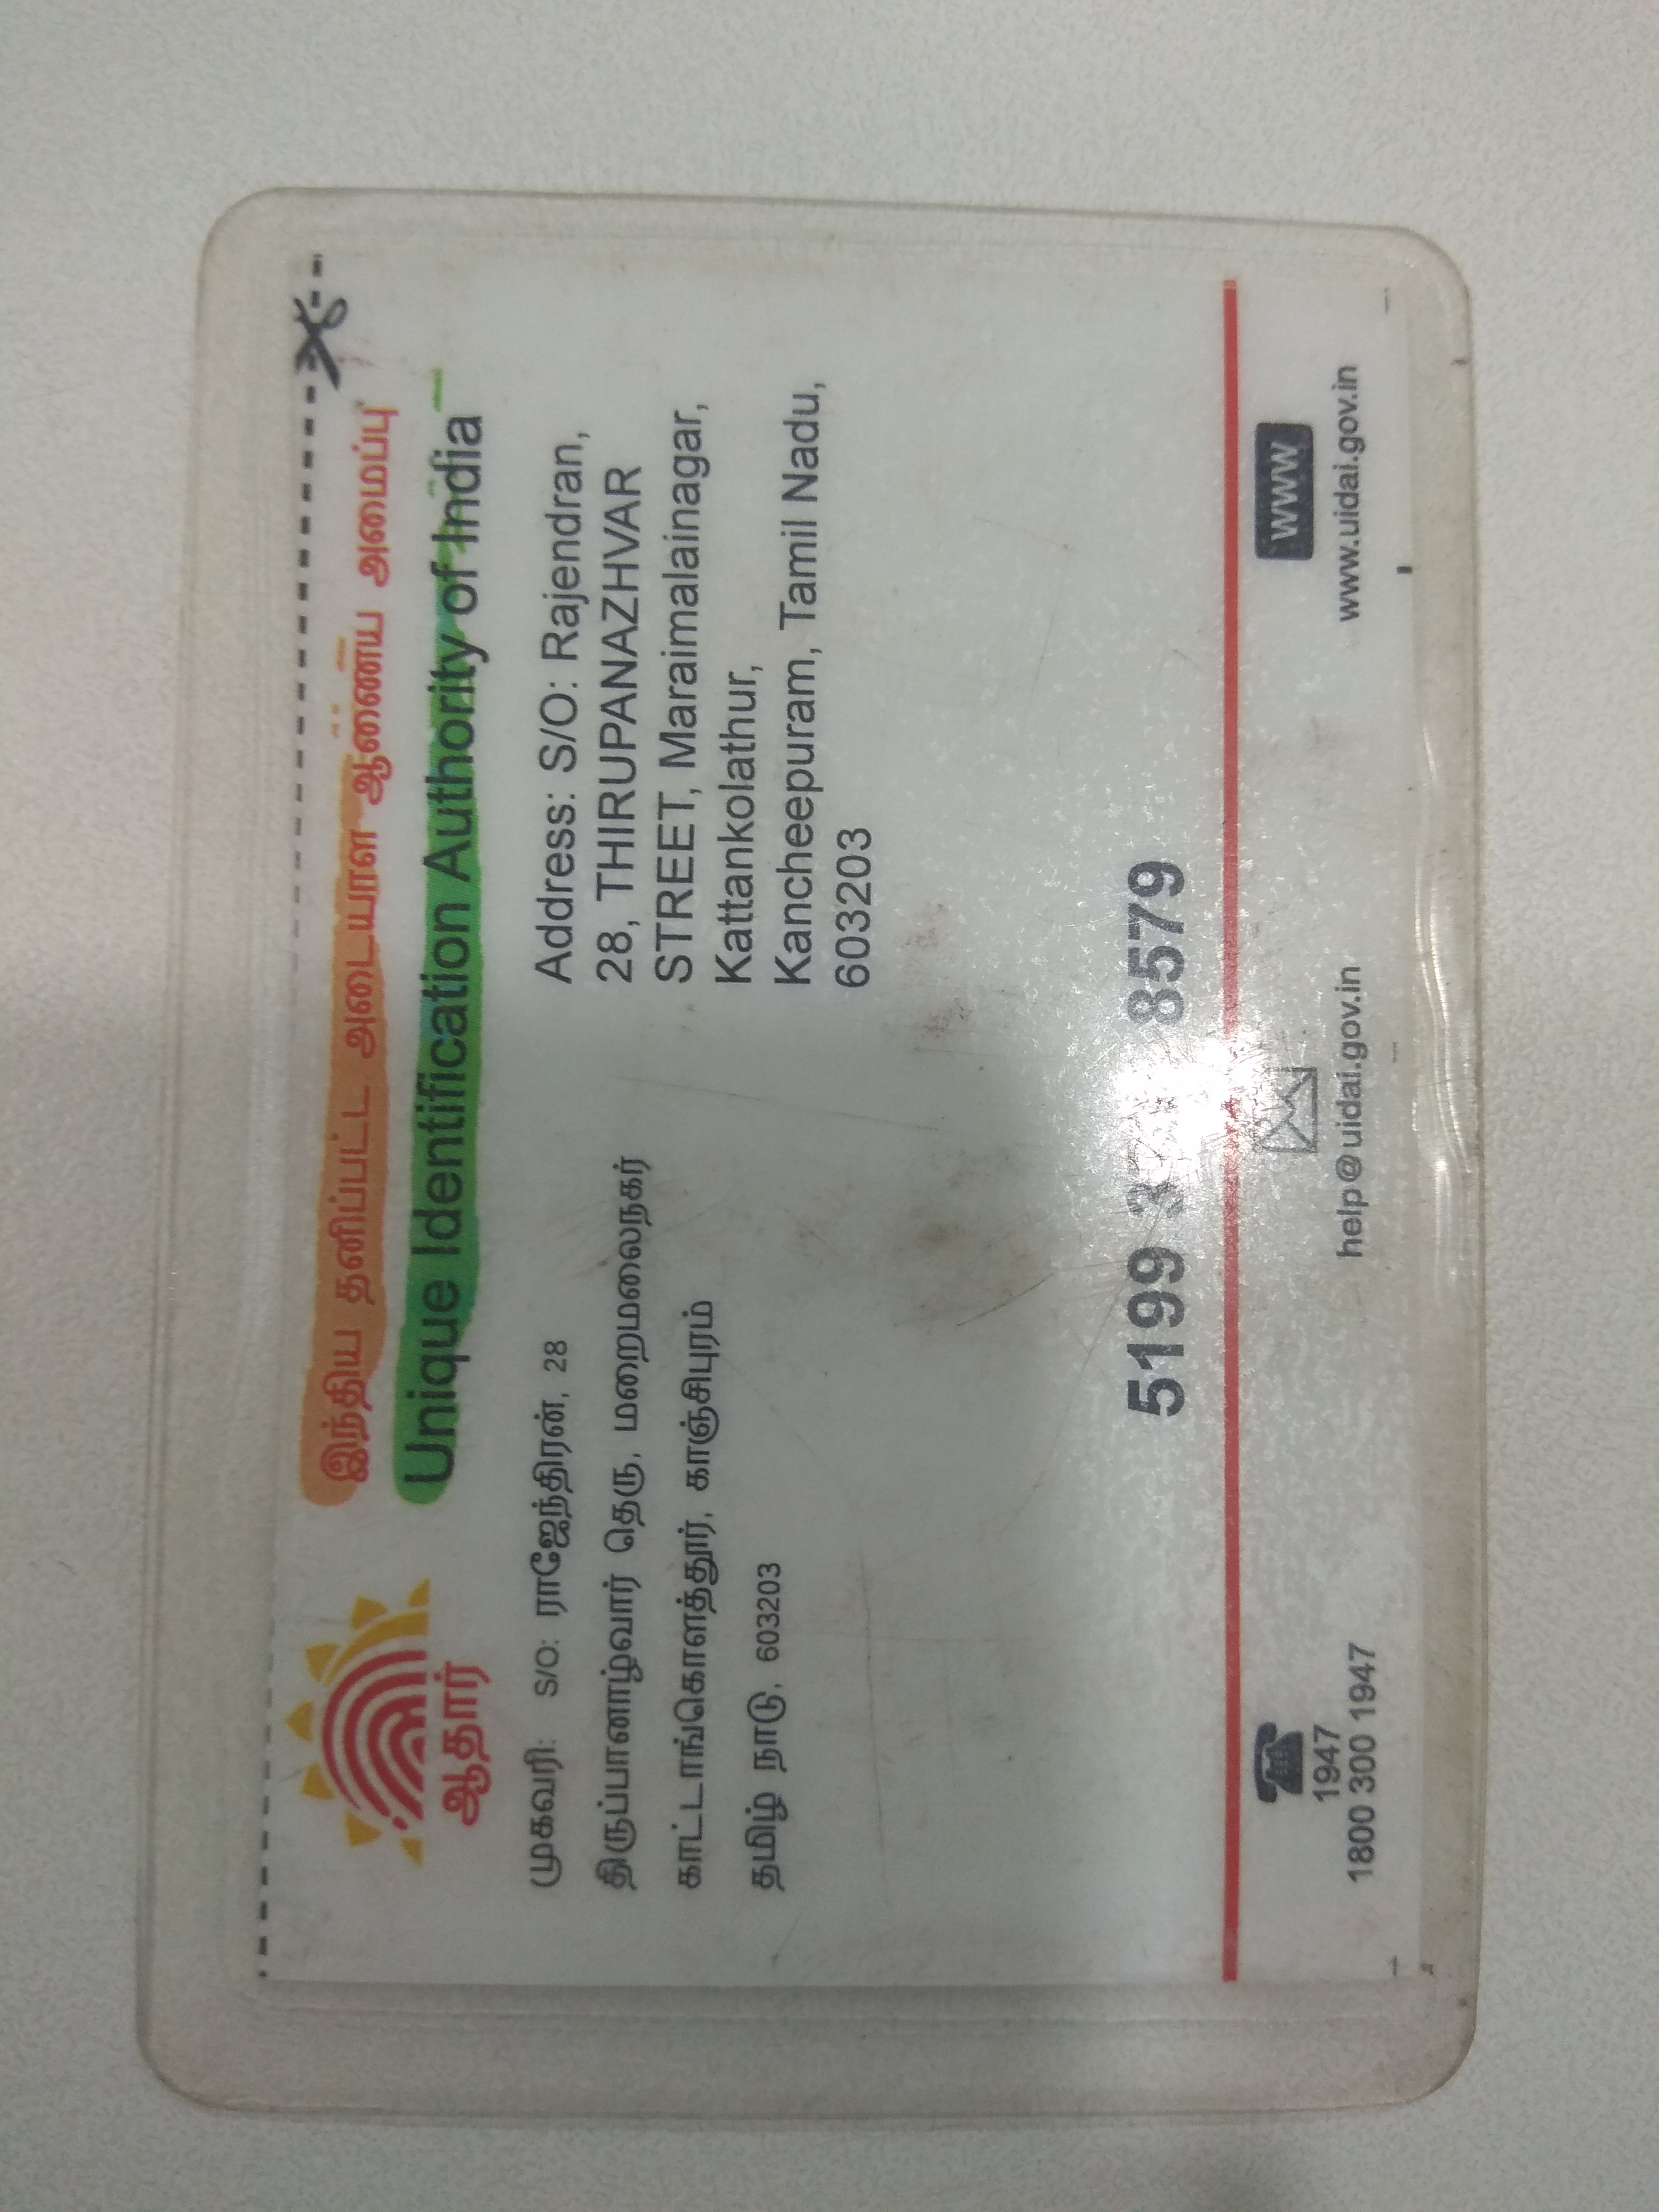 இந்திய தனிப்பட்ட அடையாள ஆணைய அமைப்பு
Unique Identification Authority of India
ஆதார்
முகவரி: S/O: ராஜேந்திரன், 28
திருப்பானாழ்வார் தெரு, மறைமலைநகர்
காட்டாங்கொளத்தூர், காஞ்சிபுரம்
தமிழ் நாடு, 603203
Address: S/O: Rajendran,
28, THIRUPANAZHVAR
STREET, Maraimalainagar,
Kattankolathur,
Kancheepuram, Tamil Nadu,
603203
5199 8579
1947
1800 300 1947
help@uidai.gov.in
WWW
www.uidai.gov.in